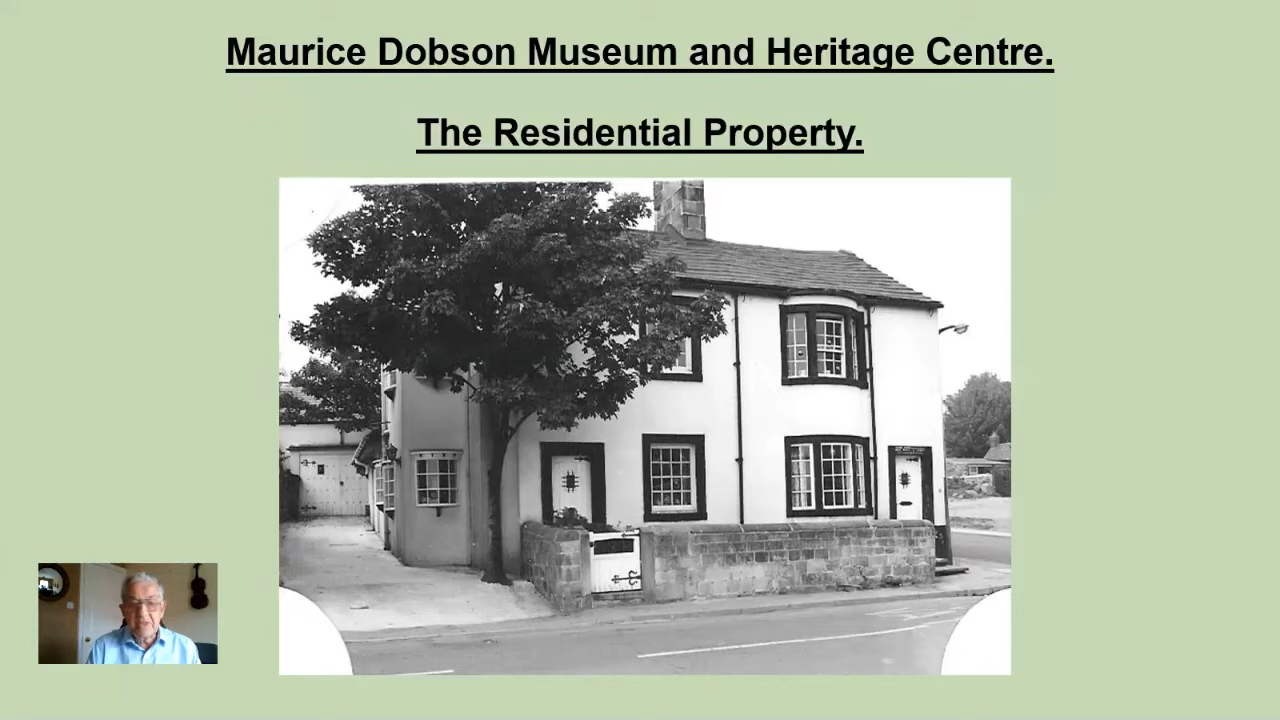 Maurice Dobson Museum and Heritage Centre.
The Residential Property.